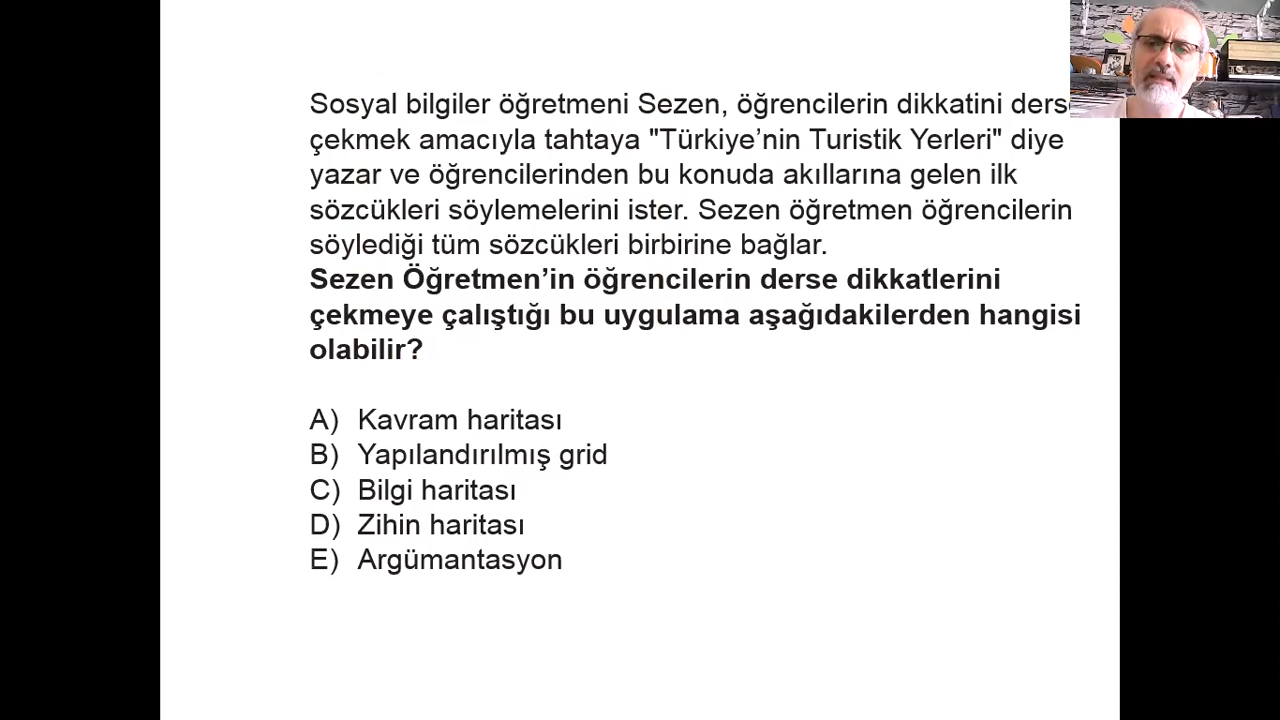 Sosyal bilgiler öğretmeni Sezen, öğrencilerin dikkatini ders
çekmek amacıyla tahtaya "Türkiye’nin Turistik Yerleri" diye
yazar ve öğrencilerinden bu konuda akıllarına gelen ilk
sözcükleri söylemelerini ister. Sezen öğretmen öğrencilerin
söylediği tüm sözcükleri birbirine bağlar.
Sezen Öğretmen’in öğrencilerin derse dikkatlerini
çekmeye çalıştığı bu uygulama aşağıdakilerden hangisi
olabilir?
A) Kavram haritası
B) Yapılandırılmış grid
C) Bilgi haritası
D) Zihin haritası
E) Argümantasyon